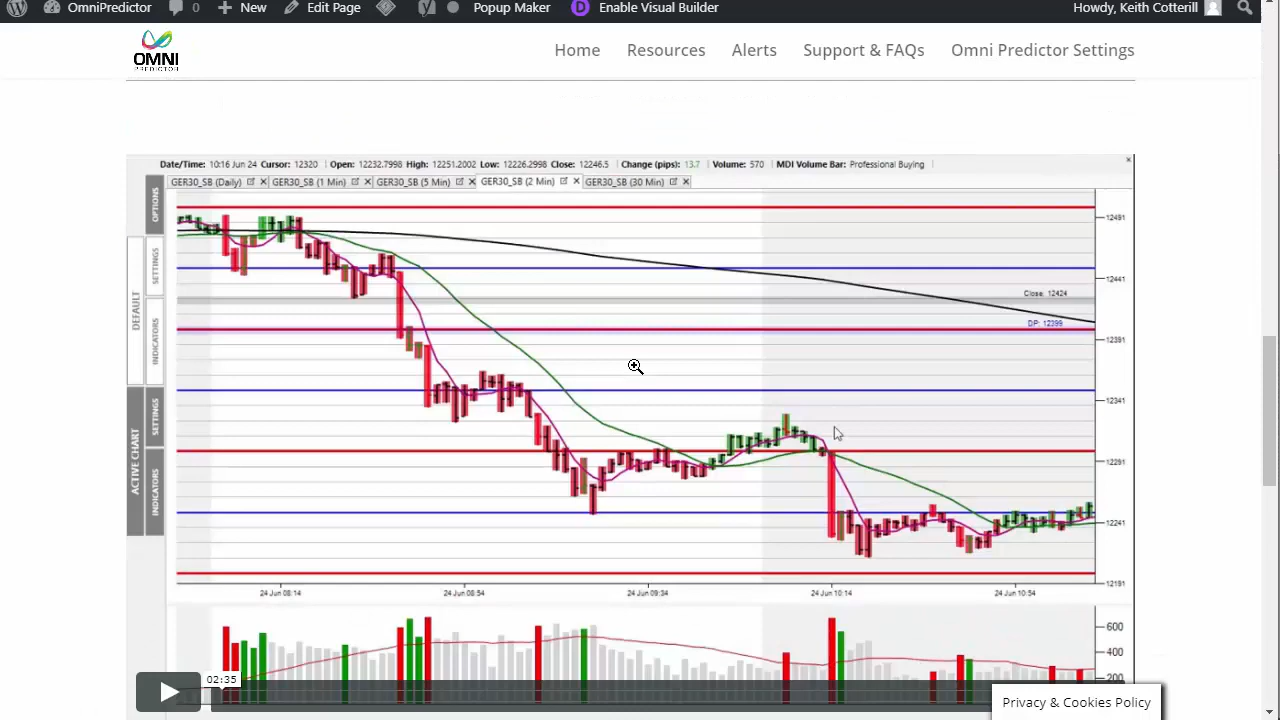 OmniPredictor 0 New Edit Page Popup Maker D Enable Visual Builder Howdy, Keith Cotterill
OMNI
PREDICTOR
Home Resources Alerts Support & FAQs Omni Predictor Settings
Date/Time: 10:16 Jun 24 Cursor: 12320 Open: 12232.7998 High: 12251.2002 Low: 12226.2998 Close: 12246.5 Change (pips): 13.7 Volume: 570 MDI Volume Bar: Professional Buying
GER30_SB (Daily) GER30_SB (1 Min) GER30_SB (5 Min) GER30_SB (2 Min) GER30_SB (30 Min)
OPTIONS
DEFAULT
SETTINGS
INDICATORS
ACTIVE CHART
SETTINGS
INDICATORS
12491
12441
Close: 12424
DP: 12399
12391
12341
12291
12241
12191
24 Jun 08:14 24 Jun 08:54 24 Jun 09:34 24 Jun 10:14 24 Jun 10:54
600
400
200
02:35
Privacy & Cookies Policy